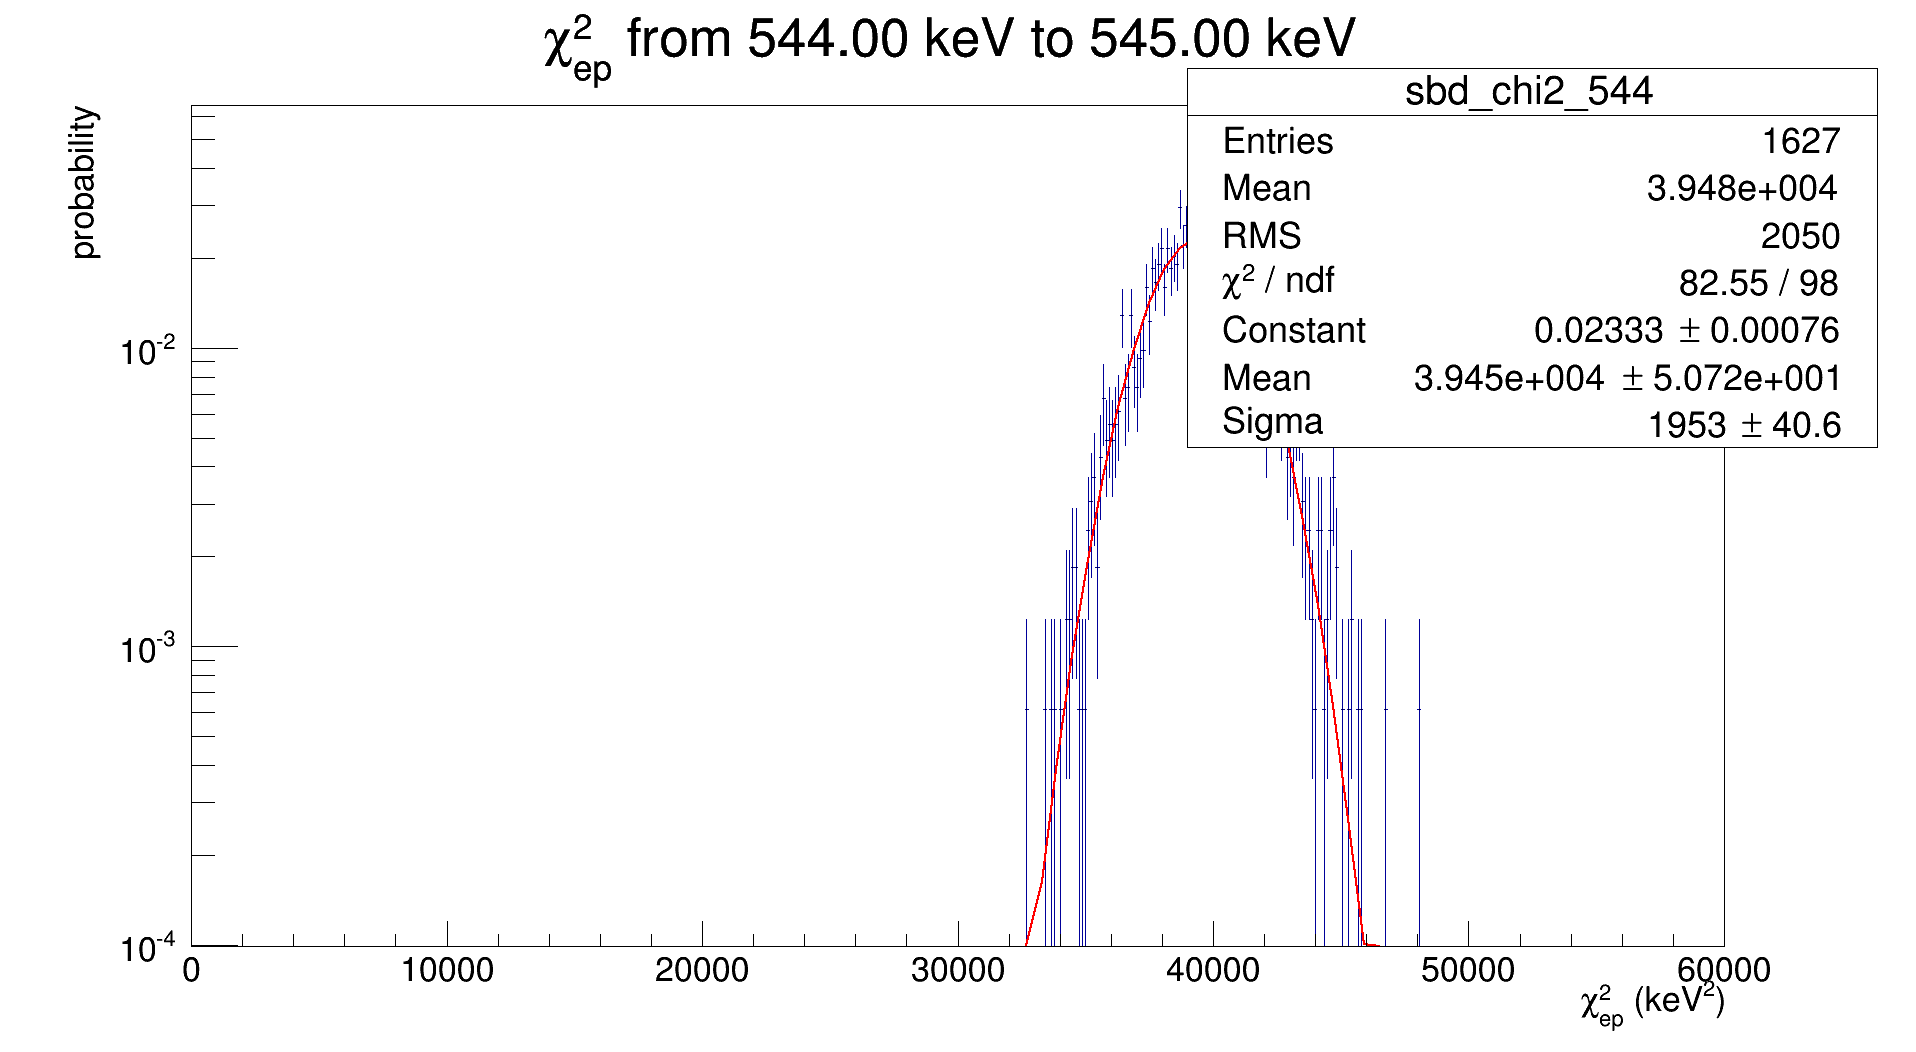 χ²ep from 544.00 keV to 545.00 keV
sbd_chi2_544
Entries 1627
Mean 3.948e+004
RMS 2050
χ² / ndf 82.55 / 98
Constant 0.02333 ± 0.00076
Mean 3.945e+004 ± 5.072e+001
Sigma 1953 ± 40.6
probability
10⁻²
10⁻³
10⁻⁴
0 10000 20000 30000 40000 50000 60000
χ²ep (keV²)